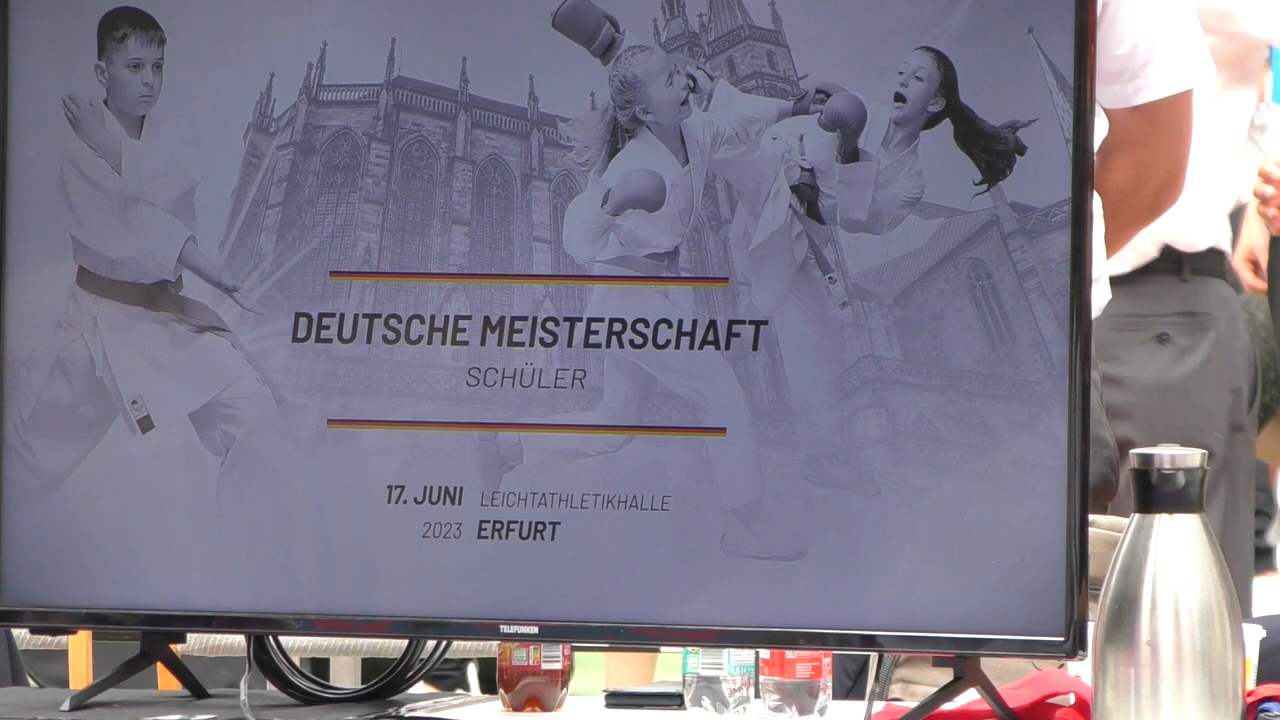 DEUTSCHE MEISTERSCHAFT
SCHÜLER
17. JUNI LEICHTATHLETIKHALLE
2023 ERFURT
TELEFUNKEN